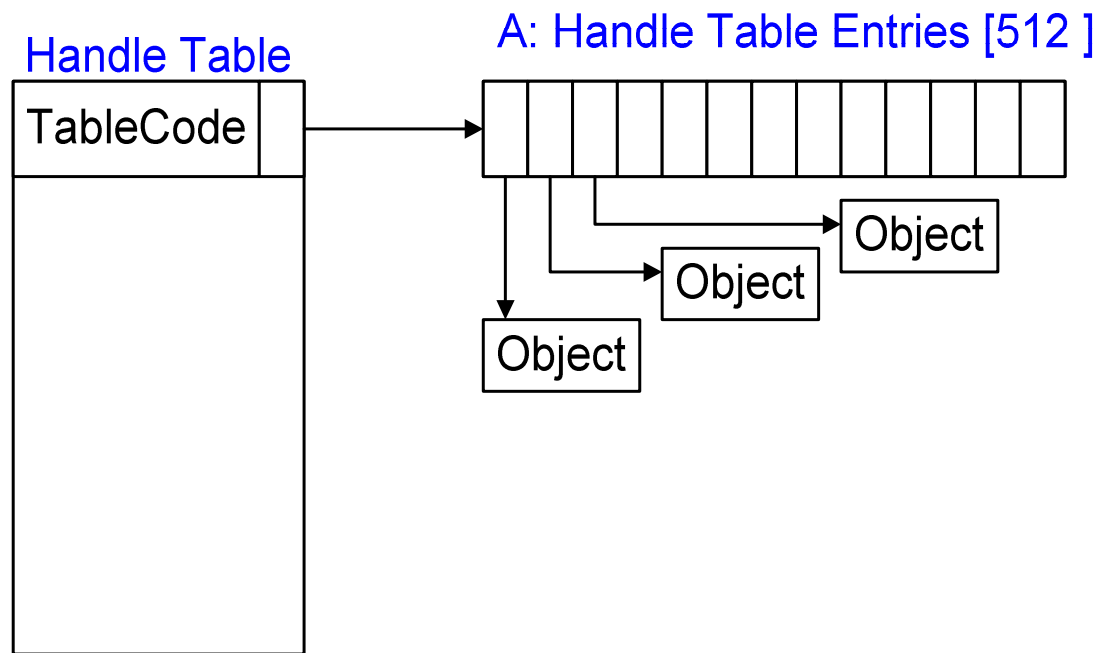 Handle Table
A: Handle Table Entries [512 ]
TableCode
Object
Object
Object